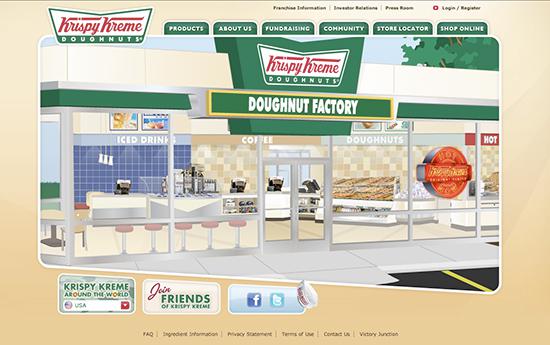 Franchise Information | Investor Relations | Press Room
Login / Register
Krispy Kreme
DOUGHNUTS
PRODUCTS
ABOUT US
FUNDRAISING
COMMUNITY
STORE LOCATOR
SHOP ONLINE
Krispy Kreme
DOUGHNUTS
DOUGHNUT FACTORY
ICED DRINKS
COFFEE
DOUGHNUTS
HOT
KRISPY KREME
AROUND THE WORLD
USA
Join
FRIENDS
OF KRISPY KREME
FAQ | Ingredient Information | Privacy Statement | Terms of Use | Contact Us | Victory Junction